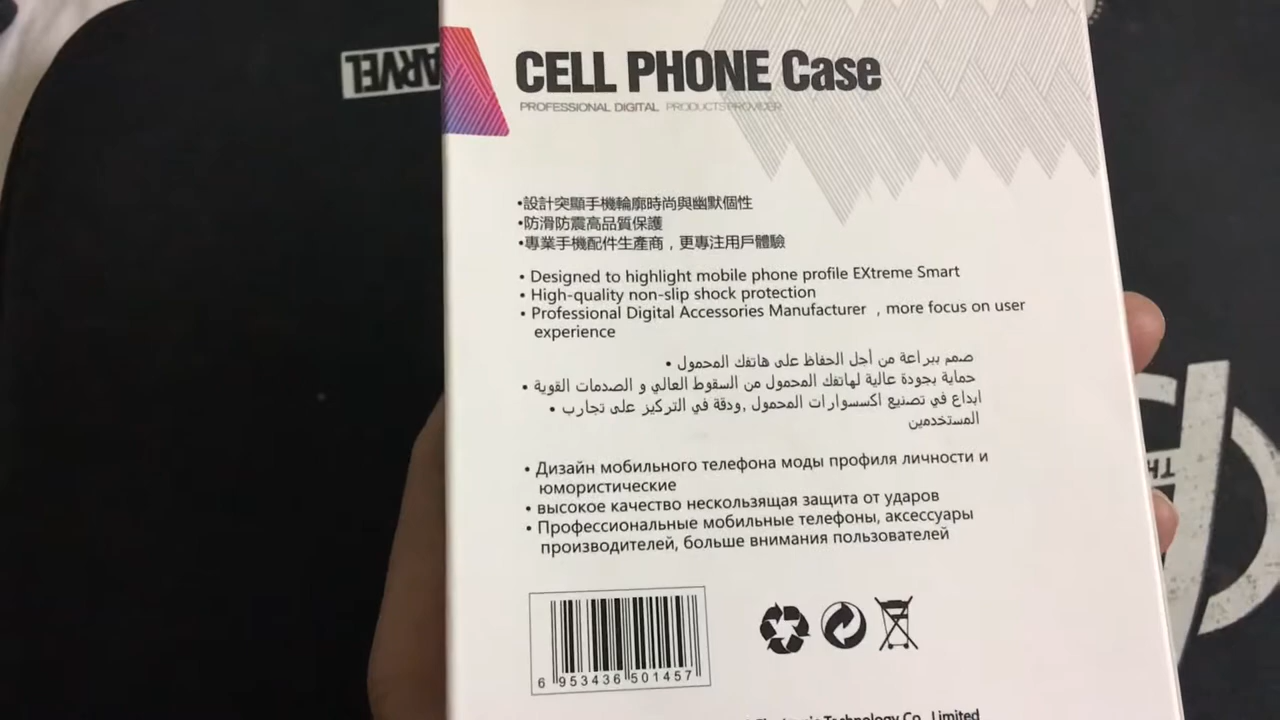 MARVEL
CELL PHONE Case
PROFESSIONAL DIGITAL PRODUCTS PROVIDER
•設計突顯手機輪廓時尚與幽默個性
•防滑防震高品質保護
•專業手機配件生產商，更專注用戶體驗
• Designed to highlight mobile phone profile EXtreme Smart
• High-quality non-slip shock protection
• Professional Digital Accessories Manufacturer , more focus on user
experience
صمم ببراعة من أجل الحفاظ على هاتفك المحمول •
حماية بجودة عالية لهاتفك المحمول من السقوط العالي و الصدمات القوية •
ابداع في تصنيع اكسسوارات المحمول ,ودقة في التركيز على تجارب •
المستخدمين
• Дизайн мобильного телефона моды профиля личности и
юмористические
• высокое качество нескользящая защита от ударов
• Профессиональные мобильные телефоны, аксессуары
производителей, больше внимания пользователей
6 953436 501457
Technology Co., Limited
TH